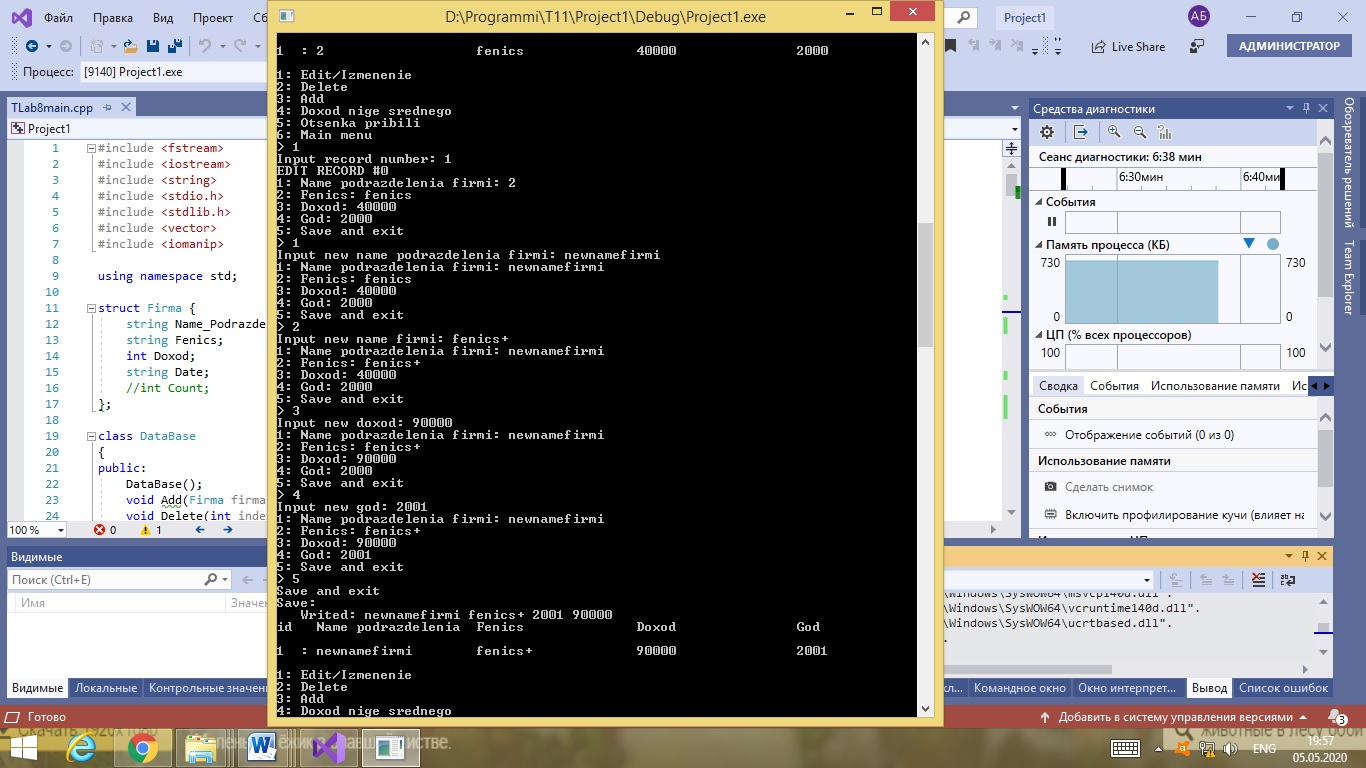 Файл Правка Вид Проект Сб
Project1
АБ
Live Share
АДМИНИСТРАТОР
Процесс: [9140] Project1.exe
TLab8main.cpp
Project1
1 #include <fstream>
2 #include <iostream>
3 #include <string>
4 #include <stdio.h>
5 #include <stdlib.h>
6 #include <vector>
7 #include <iomanip>
8
9 using namespace std;
10
11 struct Firma {
12 string Name_Podrazde
13 string Fenics;
14 int Doxod;
15 string Date;
16 //int Count;
17 };
18
19 class DataBase
20 {
21 public:
22 DataBase();
23 void Add(Firma firma
24 void Delete(int inde
100 % 0 1
Видимые
Поиск (Ctrl+E)
Имя Значен
Видимые Локальные Контрольные значен
Готово
D:\Programmi\T11\Project1\Debug\Project1.exe
1 : 2 fenics 40000 2000
1: Edit/Izmenenie
2: Delete
3: Add
4: Doxod nige srednego
5: Otsenka pribili
6: Main menu
> 1
Input record number: 1
EDIT RECORD #0
1: Name podrazdelenia firmi: 2
2: Fenics: fenics
3: Doxod: 40000
4: God: 2000
5: Save and exit
> 1
Input new name podrazdelenia firmi: newnamefirmi
1: Name podrazdelenia firmi: newnamefirmi
2: Fenics: fenics
3: Doxod: 40000
4: God: 2000
5: Save and exit
> 2
Input new name firmi: fenics+
1: Name podrazdelenia firmi: newnamefirmi
2: Fenics: fenics+
3: Doxod: 40000
4: God: 2000
5: Save and exit
> 3
Input new doxod: 90000
1: Name podrazdelenia firmi: newnamefirmi
2: Fenics: fenics+
3: Doxod: 90000
4: God: 2000
5: Save and exit
> 4
Input new god: 2001
1: Name podrazdelenia firmi: newnamefirmi
2: Fenics: fenics+
3: Doxod: 90000
4: God: 2001
5: Save and exit
> 5
Save and exit
Save:
Writed: newnamefirmi fenics+ 2001 90000
id Name podrazdelenia Fenics Doxod God
1 : newnamefirmi fenics+ 90000 2001
1: Edit/Izmenenie
2: Delete
3: Add
4: Doxod nige srednego
Средства диагностики
Сеанс диагностики: 6:38 мин
6:30мин 6:40ми
События
Память процесса (КБ)
730 730
0 0
ЦП (% всех процессоров)
100 100
Сводка События Использование памяти Ис
События
Отображение событий (0 из 0)
Использование памяти
Сделать снимок
Включить профилирование кучи (влияет на
Обозреватель решений
Team Explorer
\Windows\SysWOW64\msvcp140d.dll".
\Windows\SysWOW64\vcruntime140d.dll".
\Windows\SysWOW64\ucrtbased.dll".
сл... Командное окно Окно интерпрет... Вывод Список ошибок
Добавить в систему управления версиями
3
ENG
19:57
05.05.2020